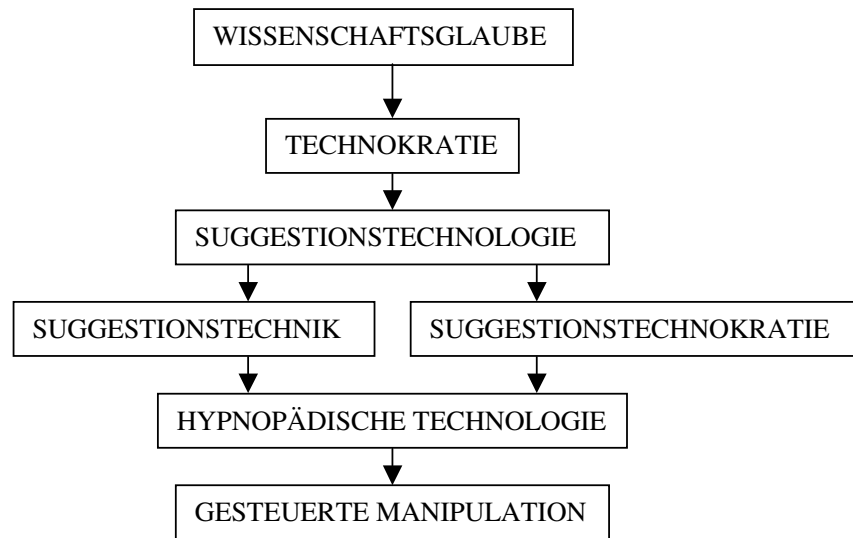 WISSENSCHAFTSGLAUBE
TECHNOKRATIE
SUGGESTIONSTECHNOLOGIE
SUGGESTIONSTECHNIK
SUGGESTIONSTECHNOKRATIE
HYPNOPÄDISCHE TECHNOLOGIE
GESTEUERTE MANIPULATION